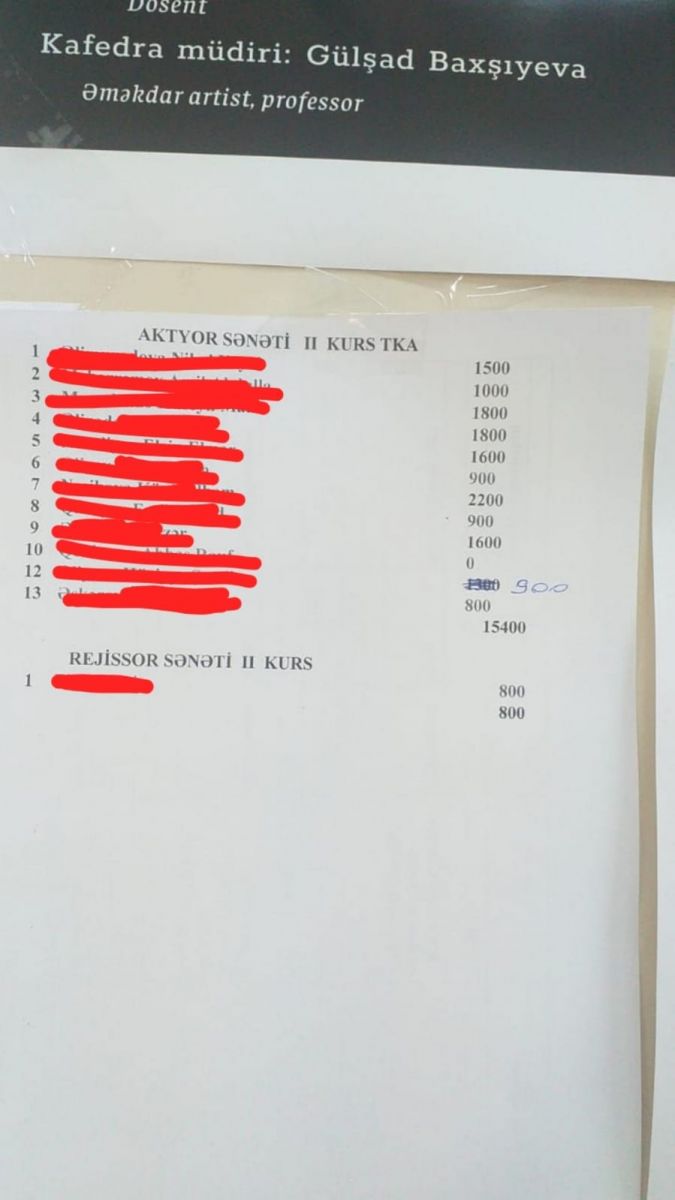 Dosent
Kafedra müdiri: Gülşad Baxşıyeva
Əməkdar artist, professor
AKTYOR SƏNƏTİ II KURS TKA
1 1500
2 1000
3 1800
4 1800
5 1600
6 900
7 2200
8 900
9 1600
10 0
12 1300 900
13 800
15400
REJİSSOR SƏNƏTİ II KURS
1 800
800